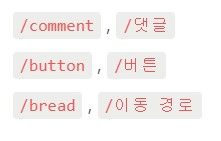 /comment , /댓글
/button , /버튼
/bread , /이동 경로